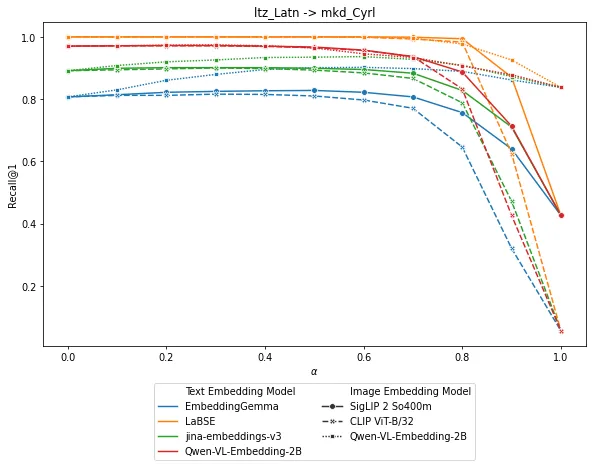 ltz_Latn -> mkd_Cyrl
Recall@1
1.0
0.8
0.6
0.4
0.2
0.0 0.2 0.4 0.6 0.8 1.0
α
Text Embedding Model
EmbeddingGemma
LaBSE
jina-embeddings-v3
Qwen-VL-Embedding-2B
Image Embedding Model
SigLIP 2 So400m
CLIP ViT-B/32
Qwen-VL-Embedding-2B